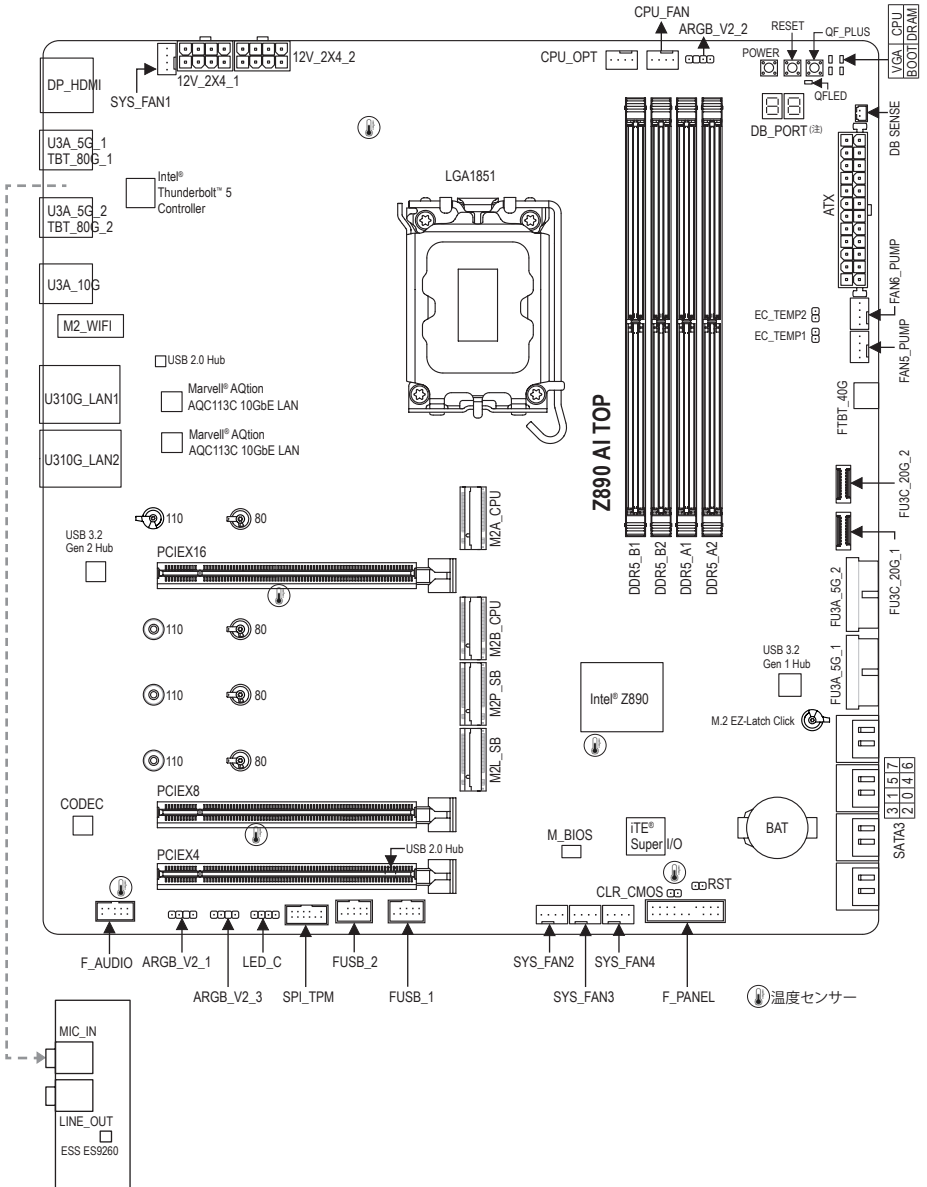 CPU_FAN
ARGB_V2_2
RESET
QF_PLUS
CPU_OPT
POWER
VGA CPU
BOOT DRAM
12V_2X4_1
12V_2X4_2
SYS_FAN1
DP_HDMI
QFLED
88
DB_PORT(注)
DB SENSE
U3A_5G_1
TBT_80G_1
Intel®
Thunderbolt™ 5
Controller
LGA1851
U3A_5G_2
TBT_80G_2
ATX
U3A_10G
FAN6_PUMP
EC_TEMP2
EC_TEMP1
FAN5_PUMP
M2_WIFI
USB 2.0 Hub
U310G_LAN1
Marvell® AQtion
AQC113C 10GbE LAN
FTBT_40G
U310G_LAN2
Marvell® AQtion
AQC113C 10GbE LAN
Z890 AI TOP
FU3C_20G_2
110
80
M2A_CPU
USB 3.2
Gen 2 Hub
PCIEX16
DDR5_B1
DDR5_B2
DDR5_A1
DDR5_A2
FU3C_20G_1
FU3A_5G_2
110
80
M2B_CPU
USB 3.2
Gen 1 Hub
FU3A_5G_1
110
80
M2P_SB
Intel® Z890
M.2 EZ-Latch Click
110
80
M2L_SB
3 1 5 7
2 0 4 6
SATA3
CODEC
PCIEX8
BAT
M_BIOS
iTE®
Super I/O
PCIEX4
USB 2.0 Hub
CLR_CMOS
RST
F_AUDIO
ARGB_V2_1
LED_C
FUSB_2
SYS_FAN2
SYS_FAN4
ARGB_V2_3
SPI_TPM
FUSB_1
SYS_FAN3
F_PANEL
温度センサー
MIC_IN
LINE_OUT
ESS ES9260